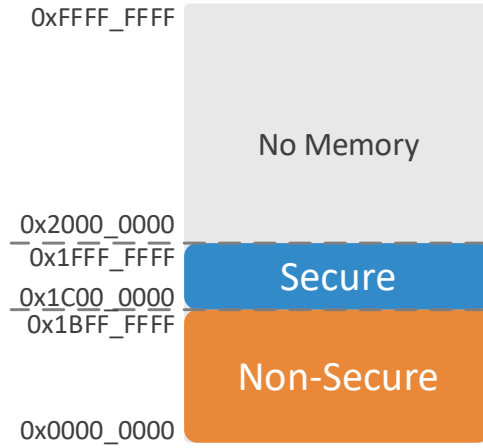 0xFFFF_FFFF
No Memory
0x2000_0000
0x1FFF_FFFF
Secure
0x1C00_0000
0x1BFF_FFFF
Non-Secure
0x0000_0000